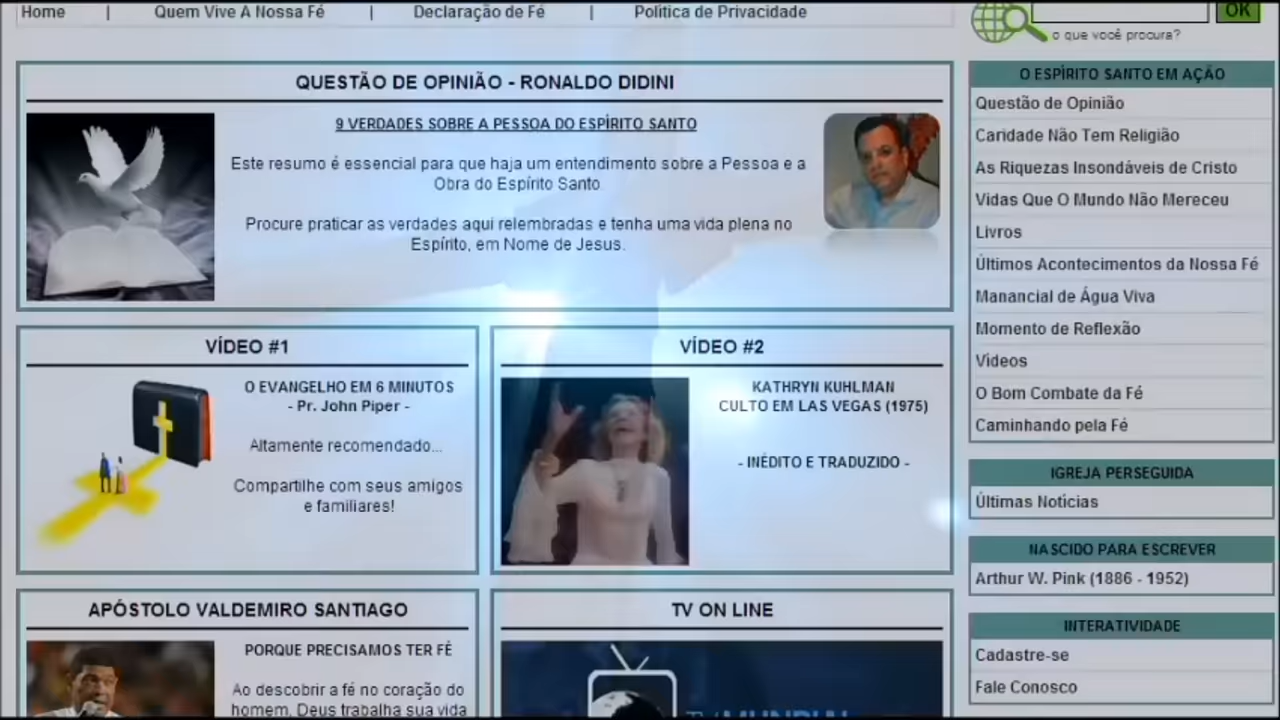 Home | Quem Vive A Nossa Fé | Declaração de Fé | Política de Privacidade
OK
o que você procura?
QUESTÃO DE OPINIÃO - RONALDO DIDINI
9 VERDADES SOBRE A PESSOA DO ESPÍRITO SANTO
Este resumo é essencial para que haja um entendimento sobre a Pessoa e a
Obra do Espírito Santo.
Procure praticar as verdades aqui relembradas e tenha uma vida plena no
Espírito, em Nome de Jesus.
VÍDEO #1
O EVANGELHO EM 6 MINUTOS
- Pr. John Piper -
Altamente recomendado...
Compartilhe com seus amigos
e familiares!
VÍDEO #2
KATHRYN KUHLMAN
CULTO EM LAS VEGAS (1975)
- INÉDITO E TRADUZIDO -
APÓSTOLO VALDEMIRO SANTIAGO
PORQUE PRECISAMOS TER FÉ
Ao descobrir a fé no coração do
homem, Deus trabalha sua vida
TV ON LINE
O ESPÍRITO SANTO EM AÇÃO
Questão de Opinião
Caridade Não Tem Religião
As Riquezas Insondáveis de Cristo
Vidas Que O Mundo Não Mereceu
Livros
Últimos Acontecimentos da Nossa Fé
Manancial de Água Viva
Momento de Reflexão
Vídeos
O Bom Combate da Fé
Caminhando pela Fé
IGREJA PERSEGUIDA
Últimas Notícias
NASCIDO PARA ESCREVER
Arthur W. Pink (1886 - 1952)
INTERATIVIDADE
Cadastre-se
Fale Conosco